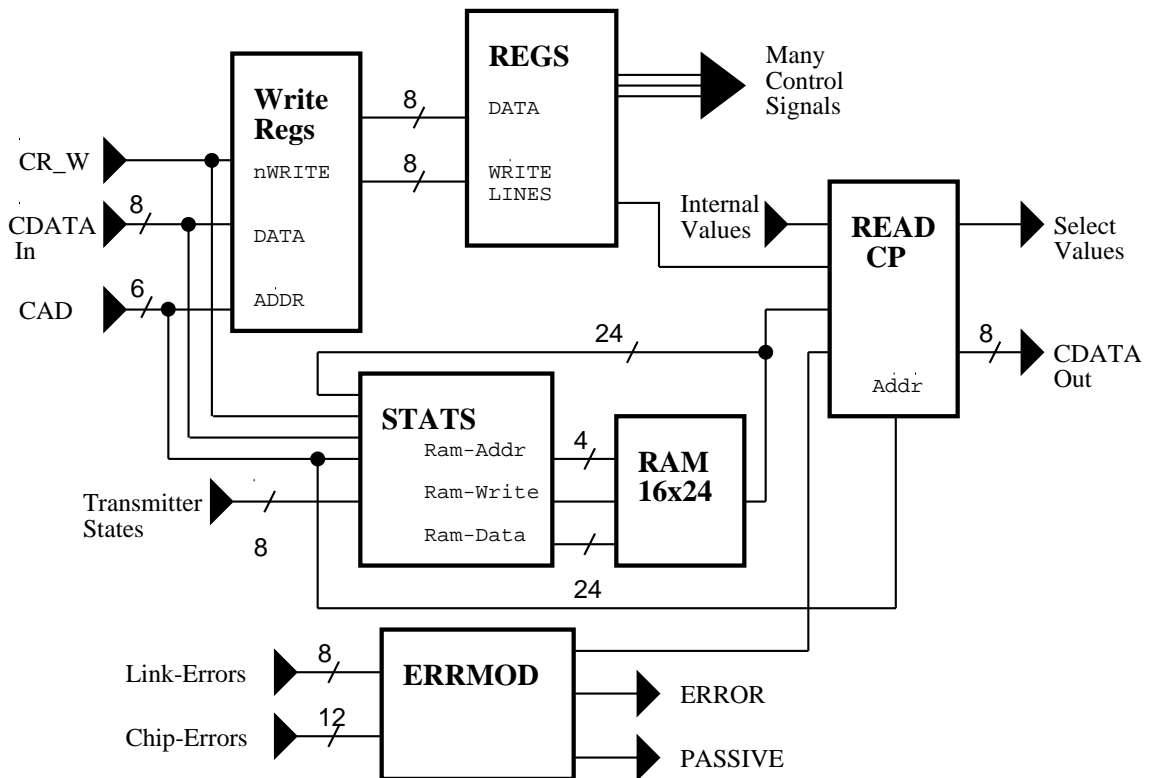 REGS
Many
Control
Signals
Write
Regs
8
DATA
CR_W
nWRITE
8
WRITE
LINES
CDATA
In
8
DATA
Internal
Values
READ
CP
Select
Values
CAD
6
ADDR
24
8
CDATA
Out
Addr
STATS
Ram-Addr
4
RAM
16x24
Transmitter
States
8
Ram-Write
Ram-Data
24
Link-Errors
8
ERRMOD
ERROR
Chip-Errors
12
PASSIVE